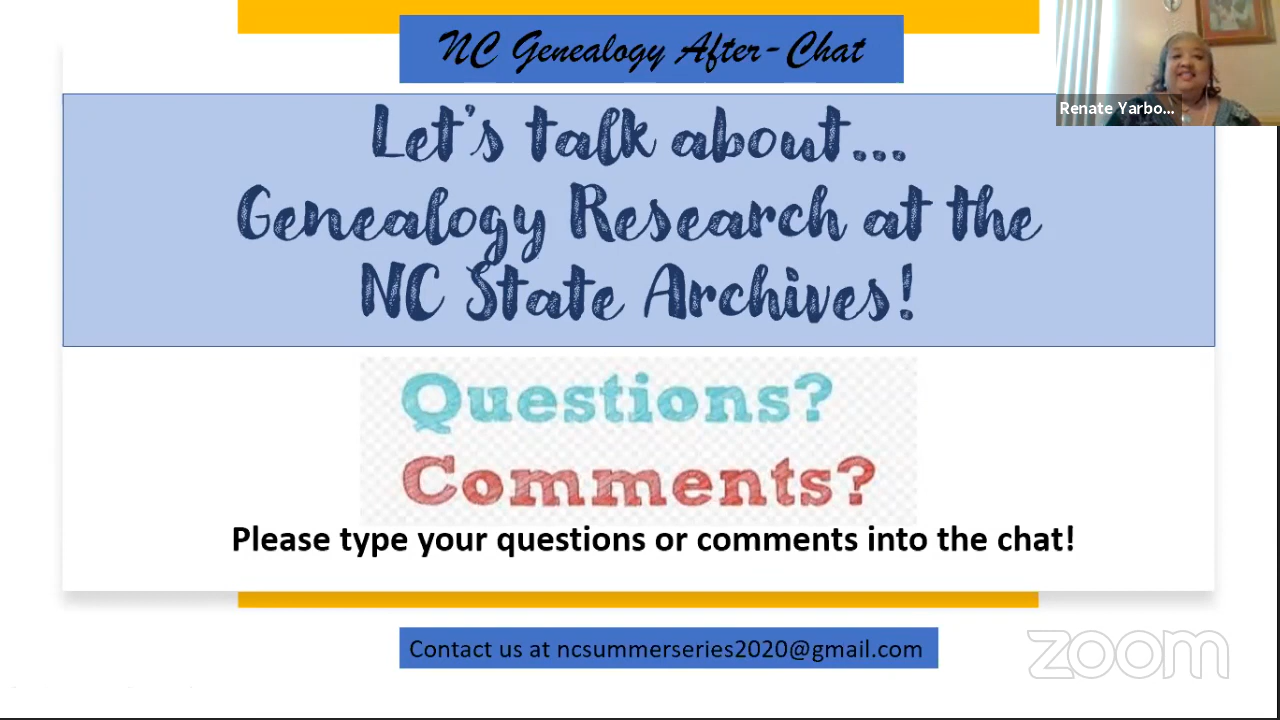 NC Genealogy After-Chat
Renate Yarbo...
Let's talk about...
Genealogy Research at the
NC State Archives!
Questions?
Comments?
Please type your questions or comments into the chat!
Contact us at ncsummerseries2020@gmail.com
zoom